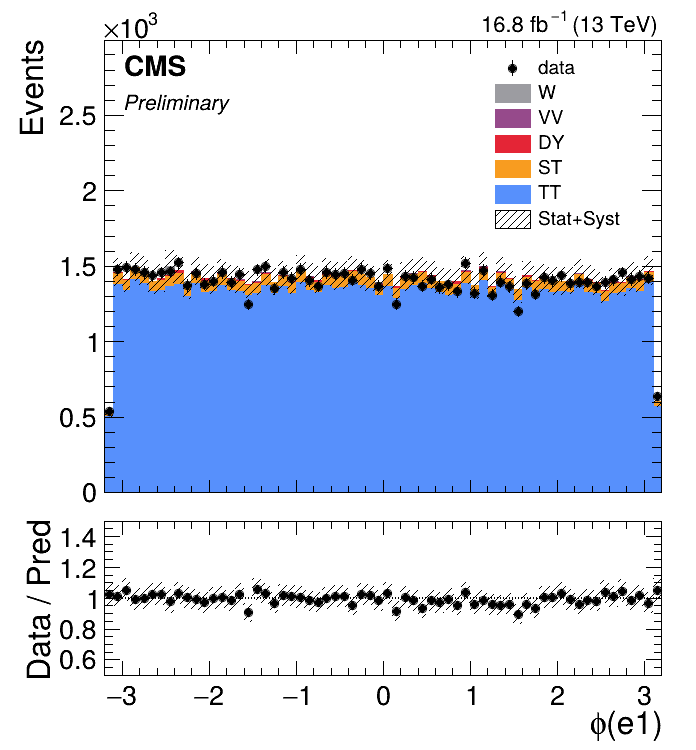 ×10³
16.8 fb⁻¹ (13 TeV)
CMS
Preliminary
Events
data
W
VV
DY
ST
TT
Stat+Syst
2.5
2
1.5
1
0.5
0
Data / Pred
1.4
1.2
1
0.8
0.6
−3 −2 −1 0 1 2 3
ϕ(e1)